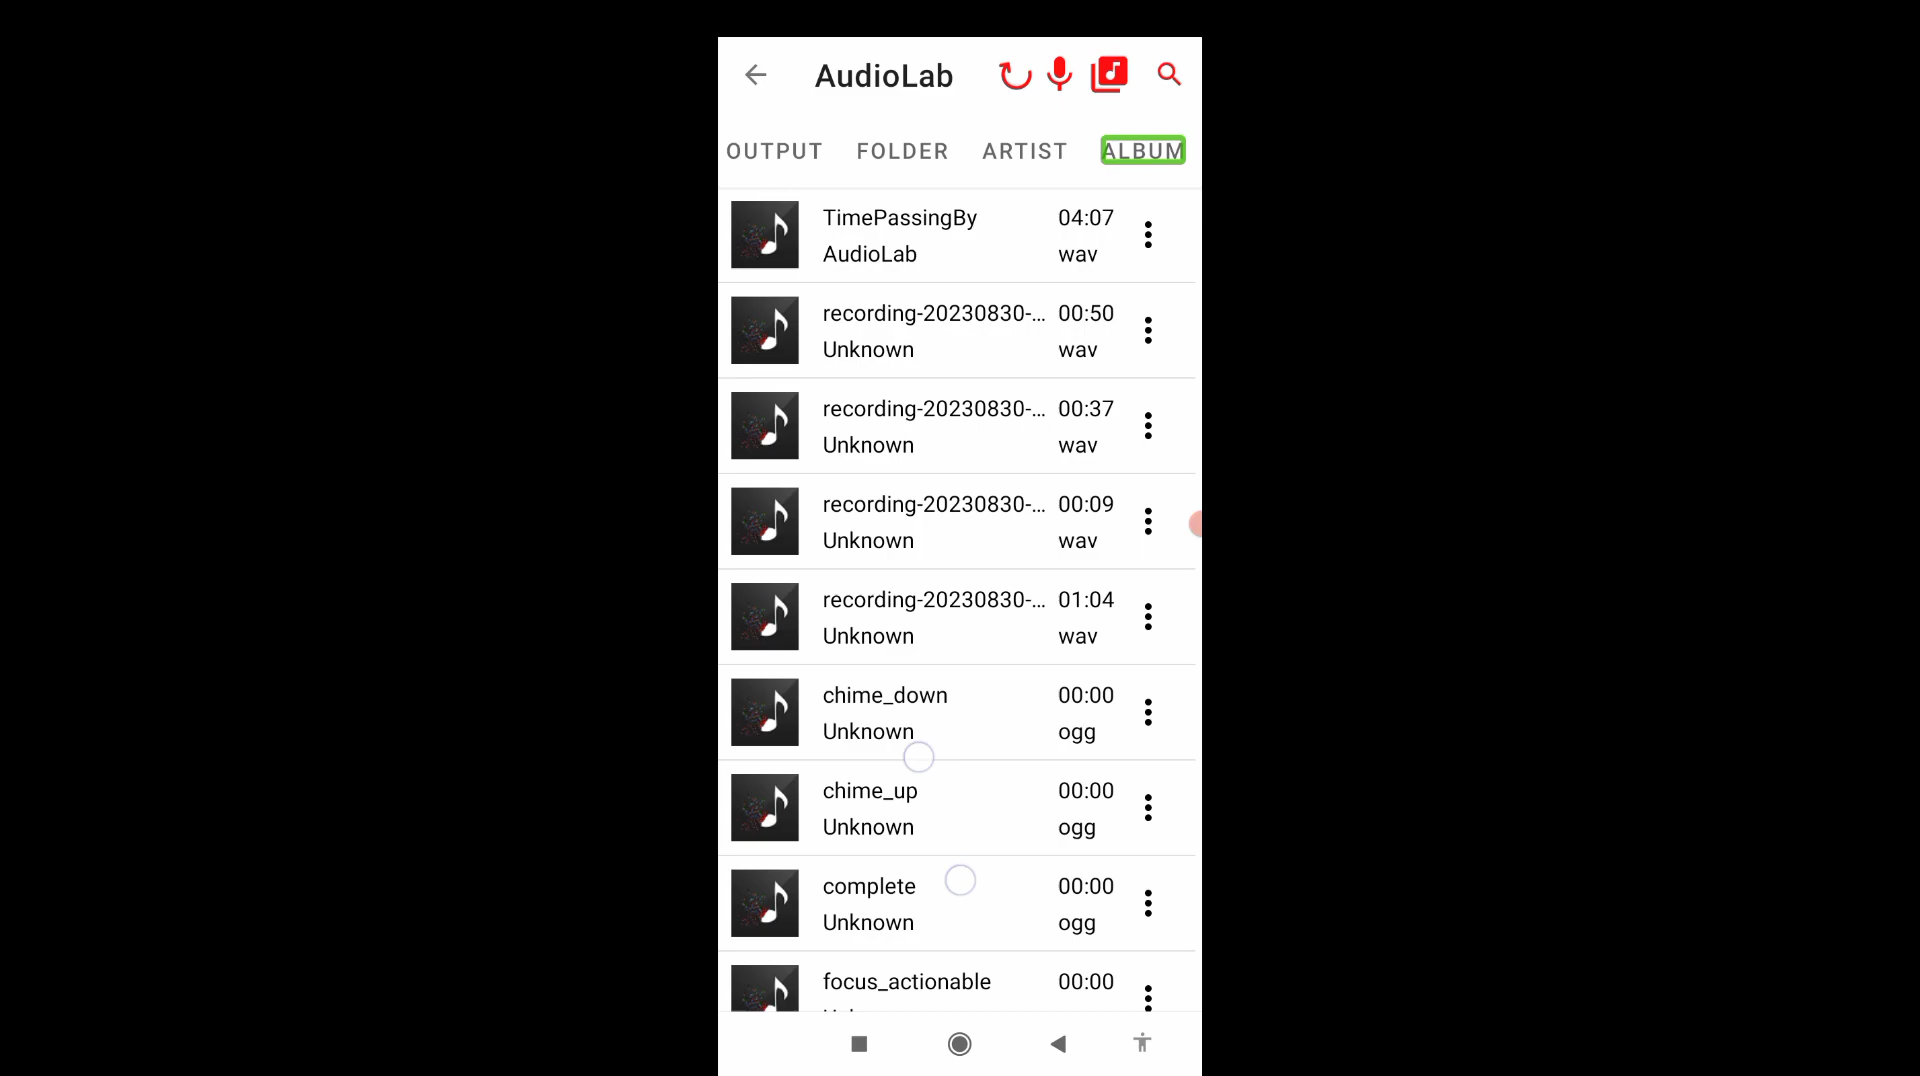 AudioLab
OUTPUT FOLDER ARTIST ALBUM
TimePassingBy 04:07
AudioLab wav
recording-20230830-... 00:50
Unknown wav
recording-20230830-... 00:37
Unknown wav
recording-20230830-... 00:09
Unknown wav
recording-20230830-... 01:04
Unknown wav
chime_down 00:00
Unknown ogg
chime_up 00:00
Unknown ogg
complete 00:00
Unknown ogg
focus_actionable 00:00